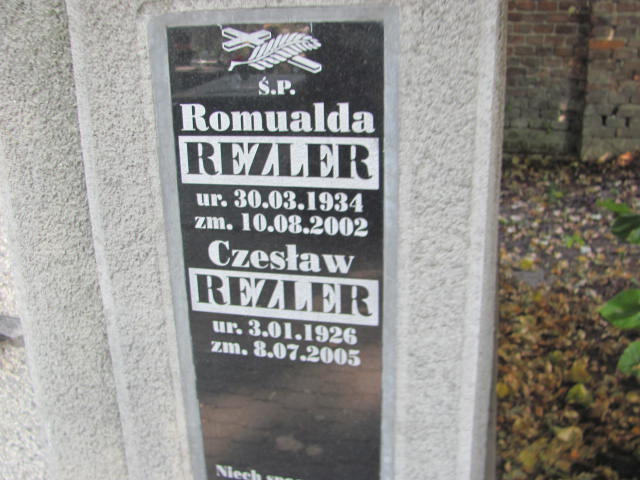 Ś.P.
Romualda
REZLER
ur. 30.03.1934
zm. 10.08.2002
Czesław
REZLER
ur. 3.01.1926
zm. 8.07.2005
Niech